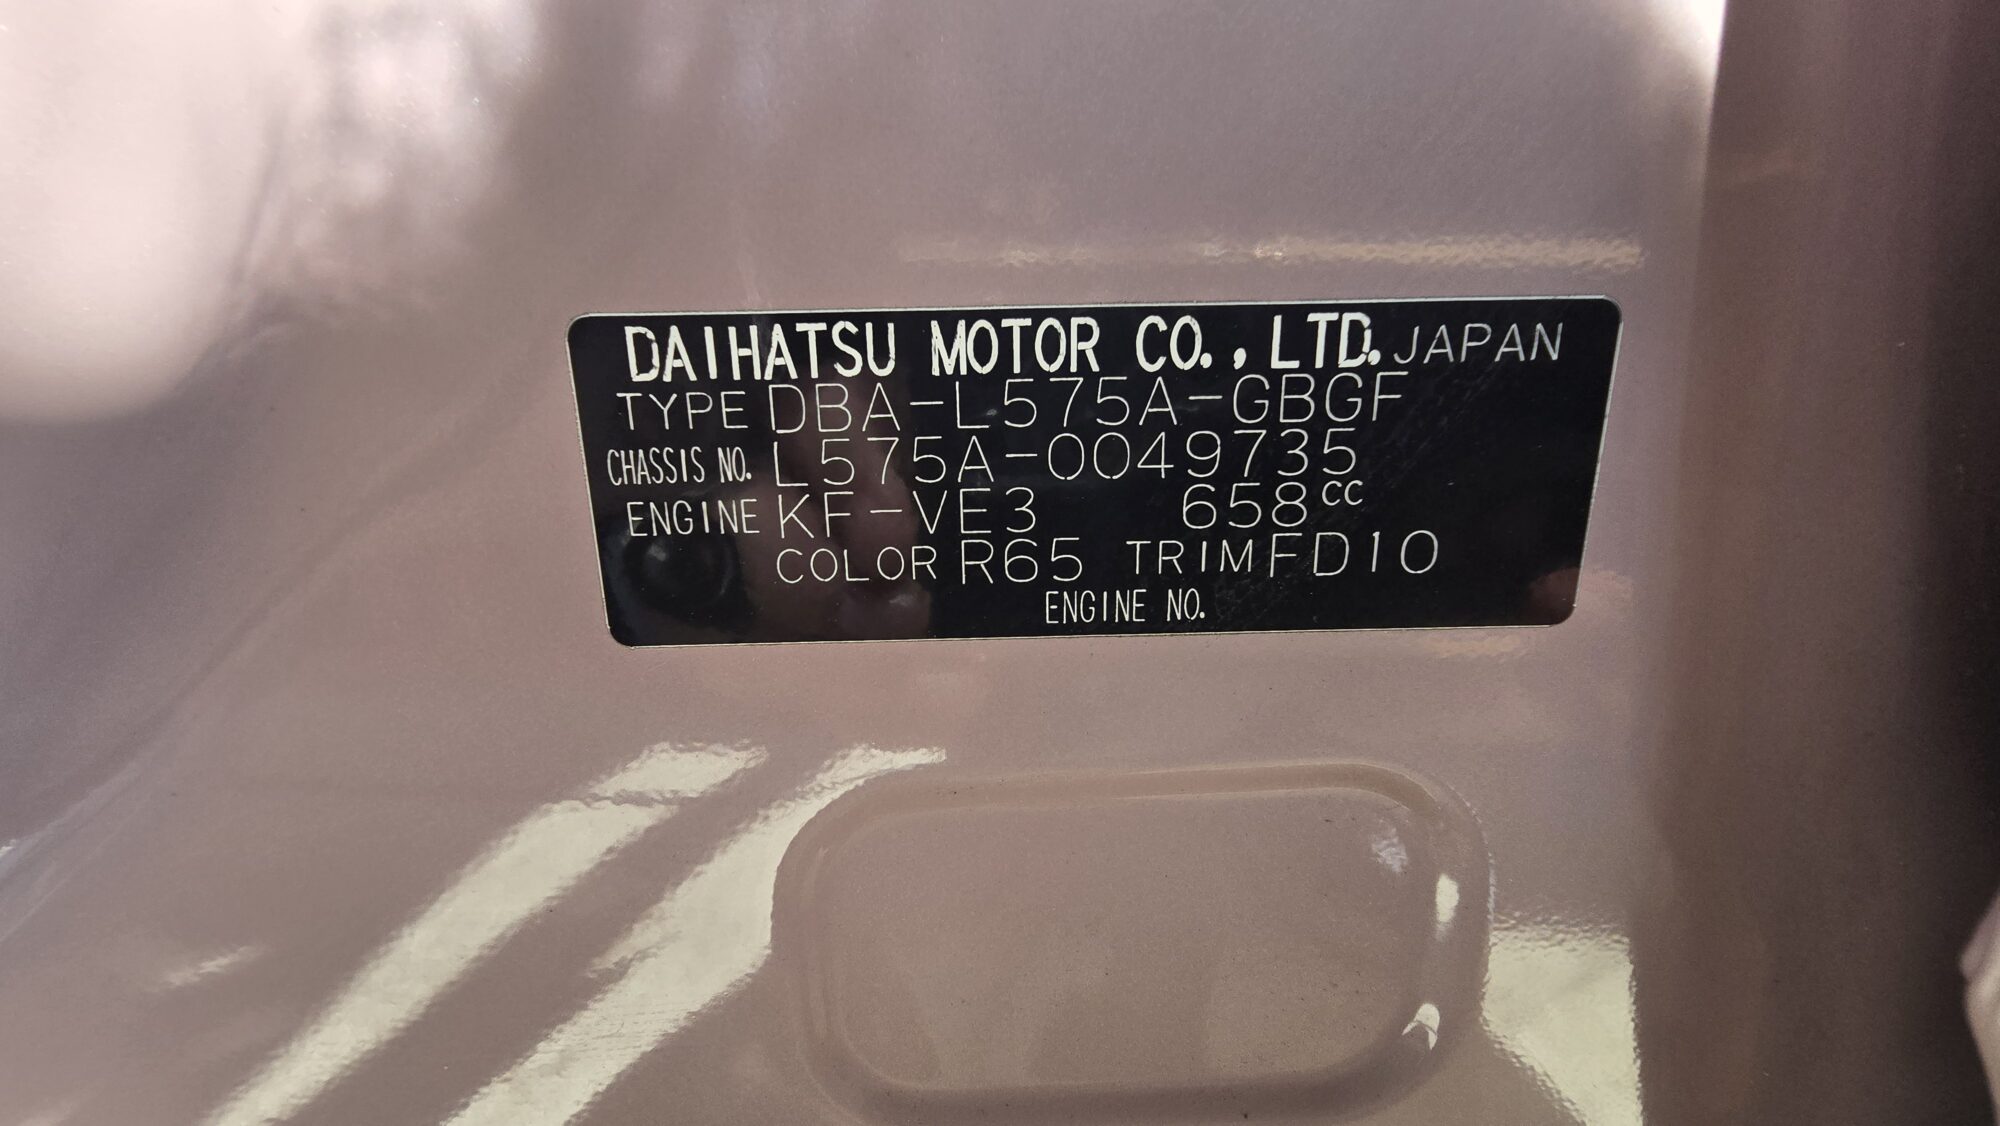 DAIHATSU MOTOR CO., LTD. JAPAN
TYPE DBA-L575A-GBGF
CHASSIS NO. L575A-0049735
ENGINE KF-VE3 658cc
COLOR R65 TRIM FD10
ENGINE NO.